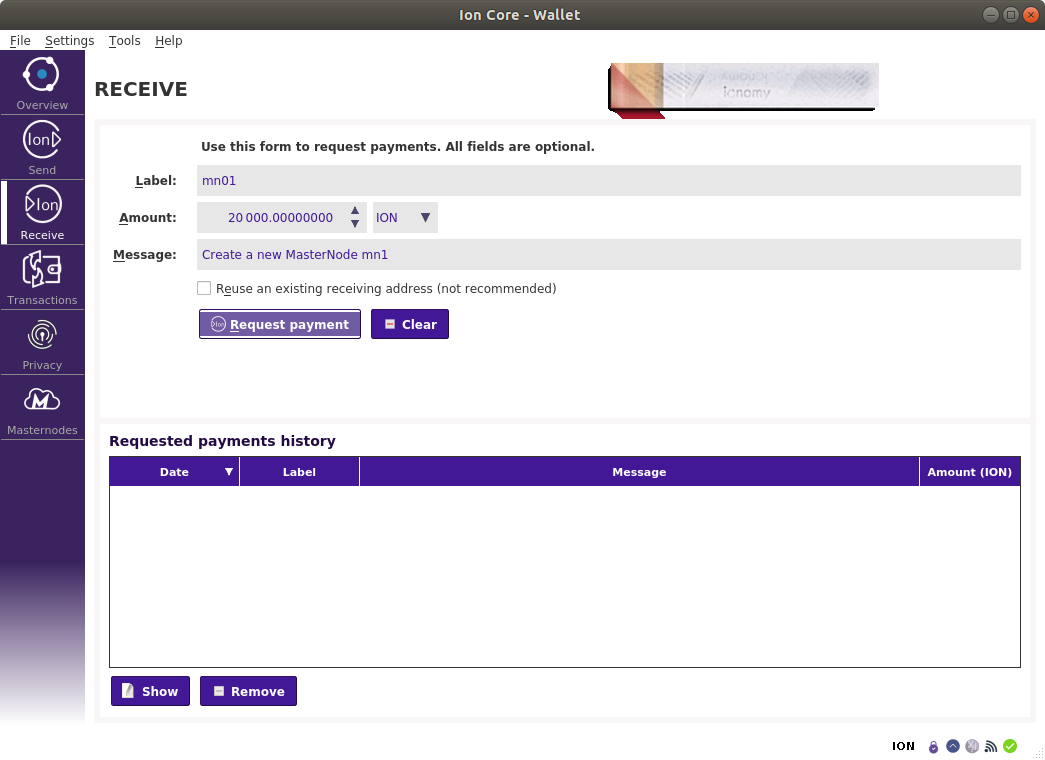 Ion Core - Wallet
File Settings Tools Help
Overview
Ion
Send
Ion
Receive
Transactions
Privacy
Masternodes
RECEIVE
ionomy
Use this form to request payments. All fields are optional.
Label: mn01
Amount: 20 000.00000000 ION
Message: Create a new MasterNode mn1
Reuse an existing receiving address (not recommended)
Request payment Clear
Requested payments history
Date Label Message Amount (ION)
Show Remove
ION